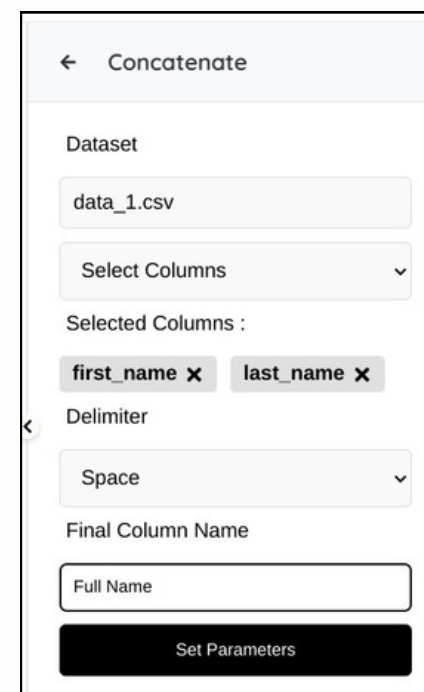 Concatenate
Dataset
data_1.csv
Select Columns
Selected Columns :
first_name last_name
Delimiter
Space
Final Column Name
Full Name
Set Parameters